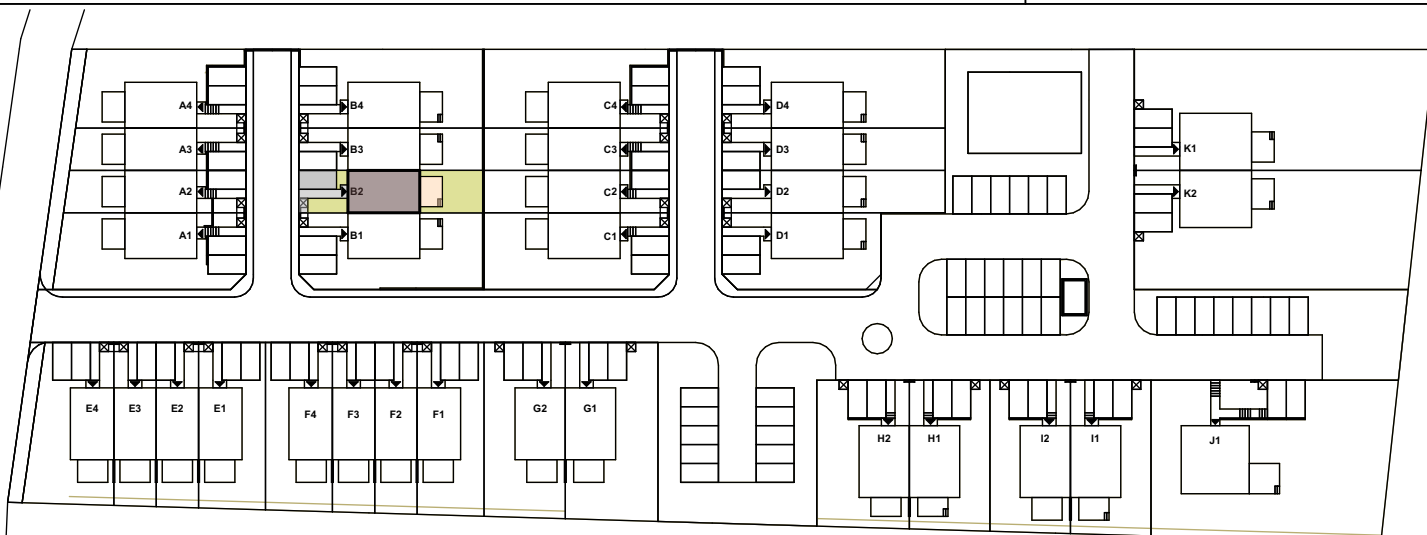 A4 B4 C4 D4
A3 B3 C3 D3 K1
A2 B2 C2 D2 K2
A1 B1 C1 D1
E4 E3 E2 E1 F4 F3 F2 F1 G2 G1
H2 H1 I2 I1 J1